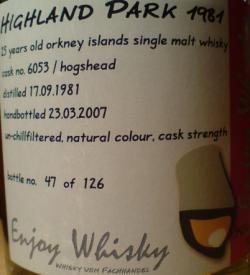 HIGHLAND PARK 1981
25 years old orkney islands single malt whisky
cask no. 6053 / hogshead
distilled 17.09.1981
handbottled 23.03.2007
un-chillfiltered, natural colour, cask strength
bottle no. 47 of 126
Enjoy Whisky
WHISKY VOM FACHHANDEL